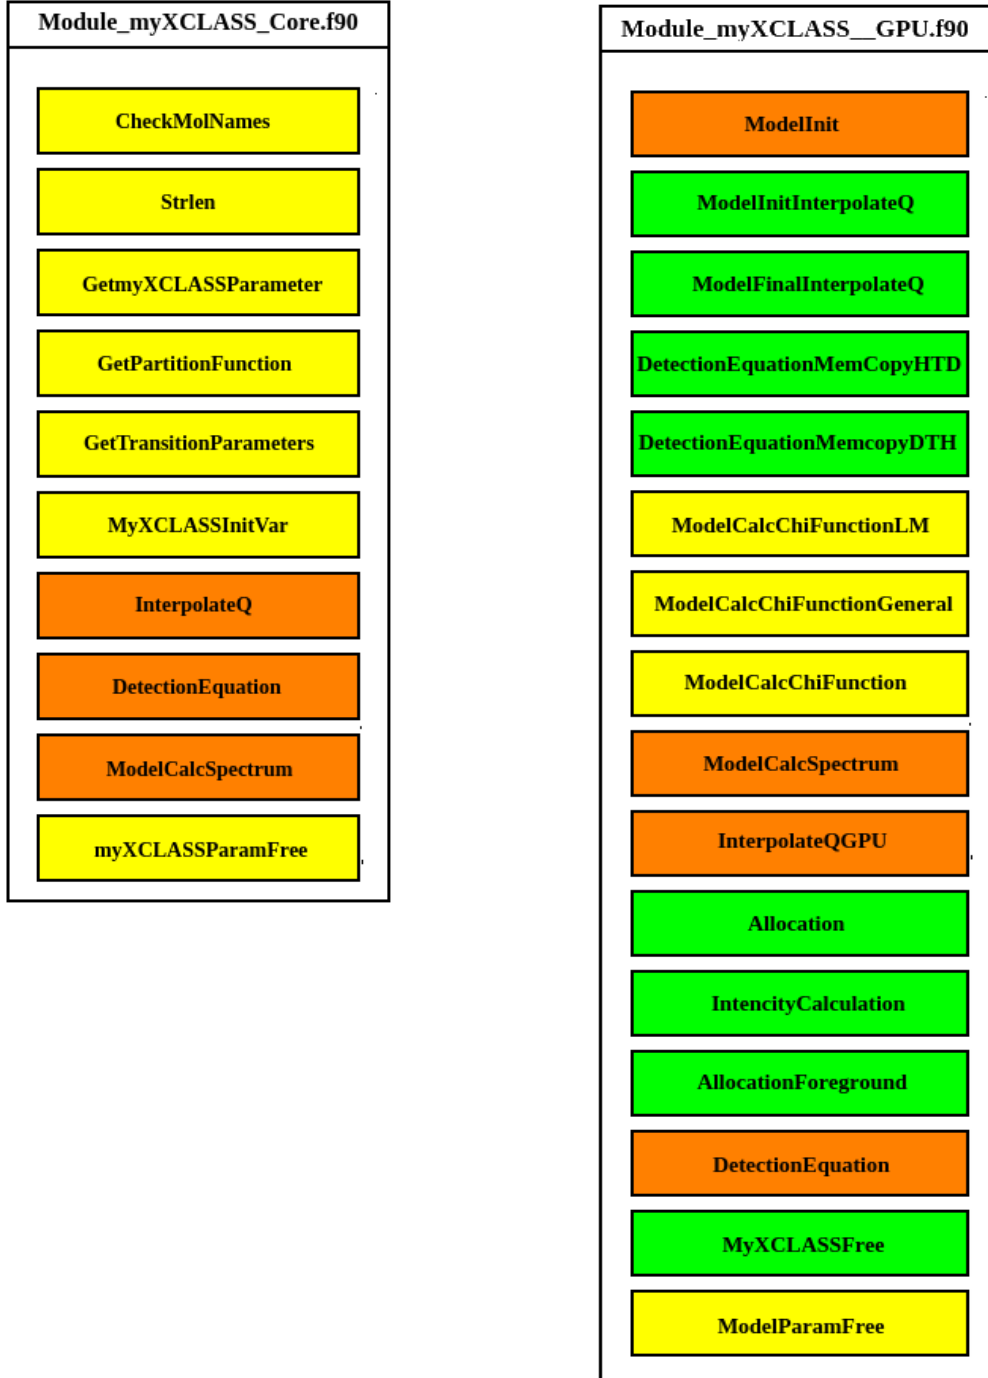 Module_myXCLASS_Core.f90
CheckMolNames
Strlen
GetmyXCLASSParameter
GetPartitionFunction
GetTransitionParameters
MyXCLASSInitVar
InterpolateQ
DetectionEquation
ModelCalcSpectrum
myXCLASSParamFree
Module_myXCLASS__GPU.f90
ModelInit
ModelInitInterpolateQ
ModelFinalInterpolateQ
DetectionEquationMemCopyHTD
DetectionEquationMemcopyDTH
ModelCalcChiFunctionLM
ModelCalcChiFunctionGeneral
ModelCalcChiFunction
ModelCalcSpectrum
InterpolateQGPU
Allocation
IntencityCalculation
AllocationForeground
DetectionEquation
MyXCLASSFree
ModelParamFree